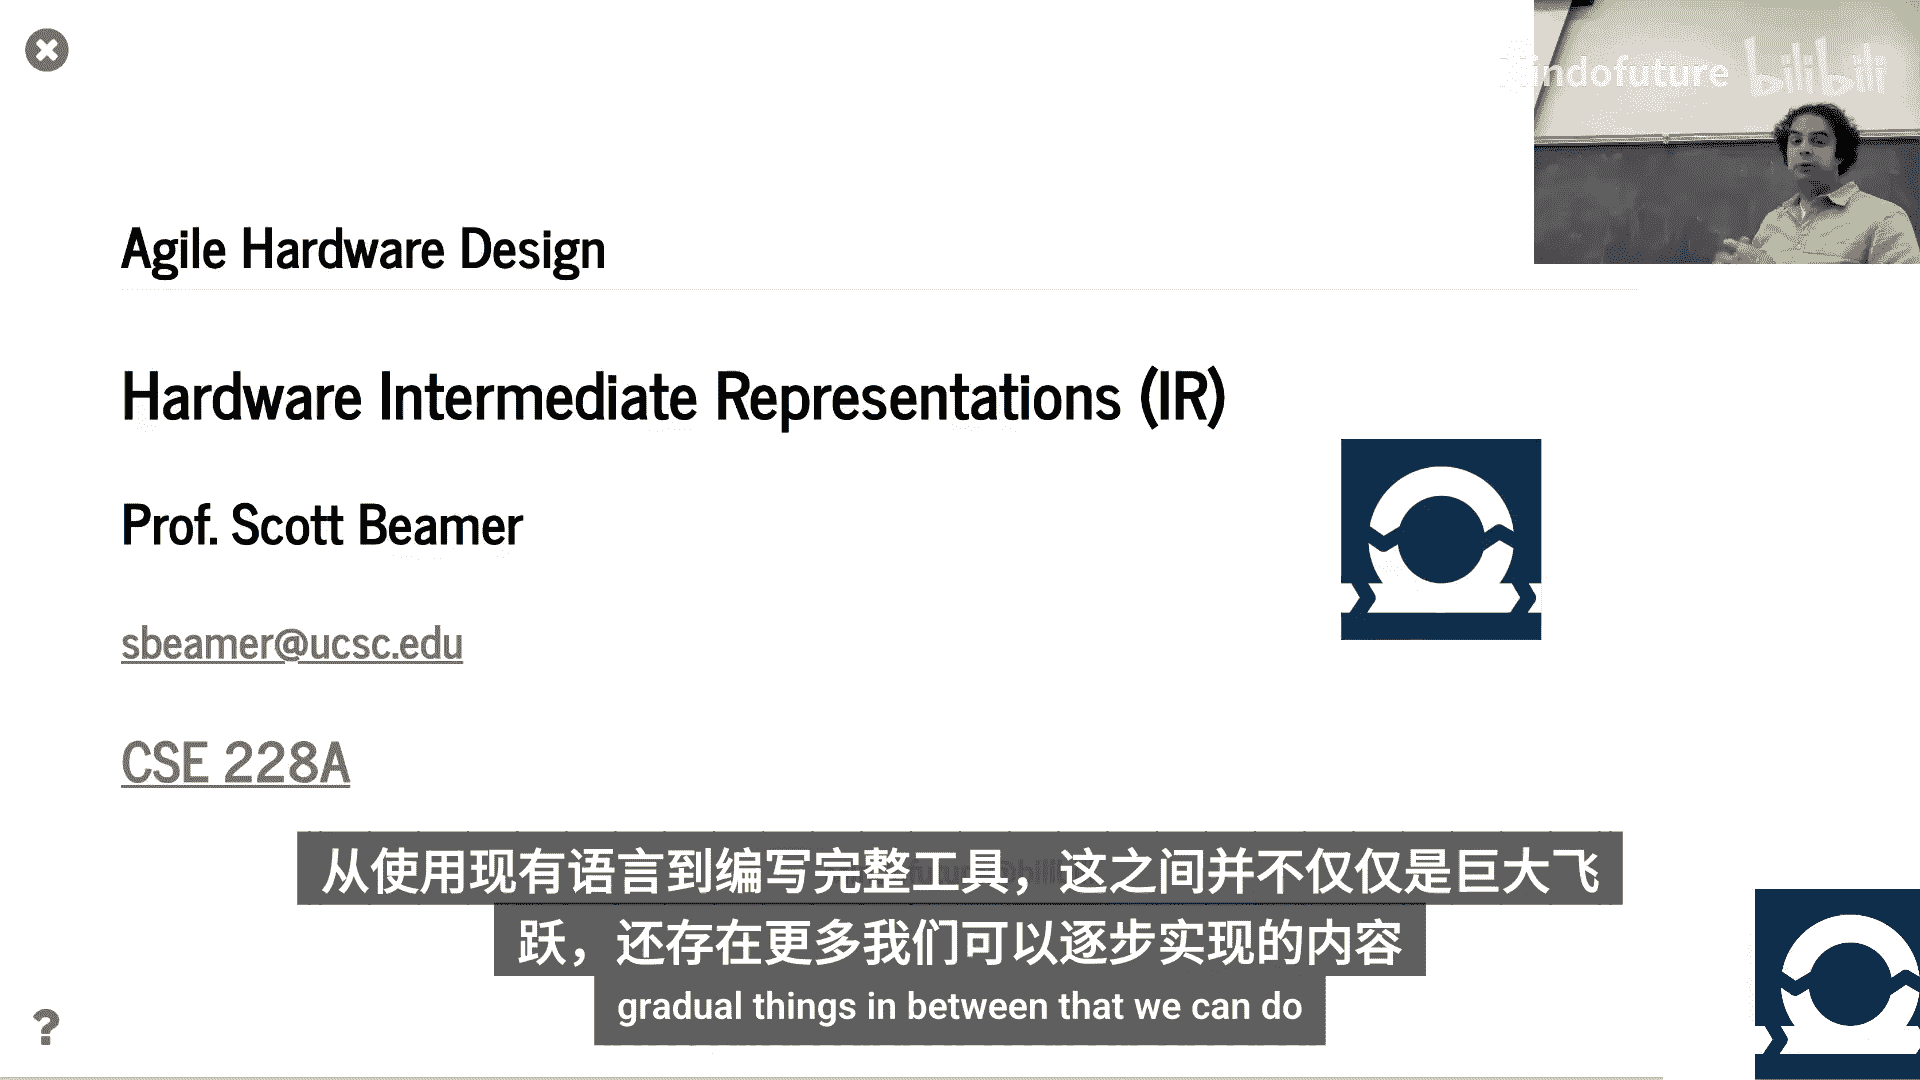 indofuture bilibili
Agile Hardware Design
Hardware Intermediate Representations (IR)
Prof. Scott Beamer
sbeamer@ucsc.edu
CSE 228A
从使用现有语言到编写完整工具，这之间并不仅仅是巨大飞
跃，还存在更多我们可以逐步实现的内容
gradual things in between that we can do
?